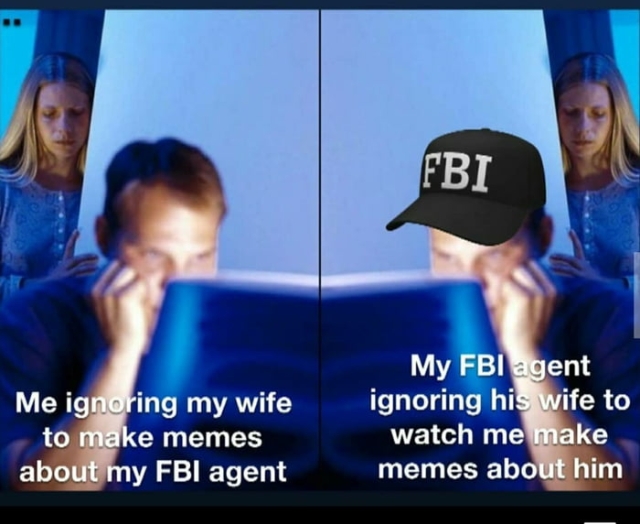 FBI
Me ignoring my wife
to make memes
about my FBI agent
My FBI agent
ignoring his wife to
watch me make
memes about him